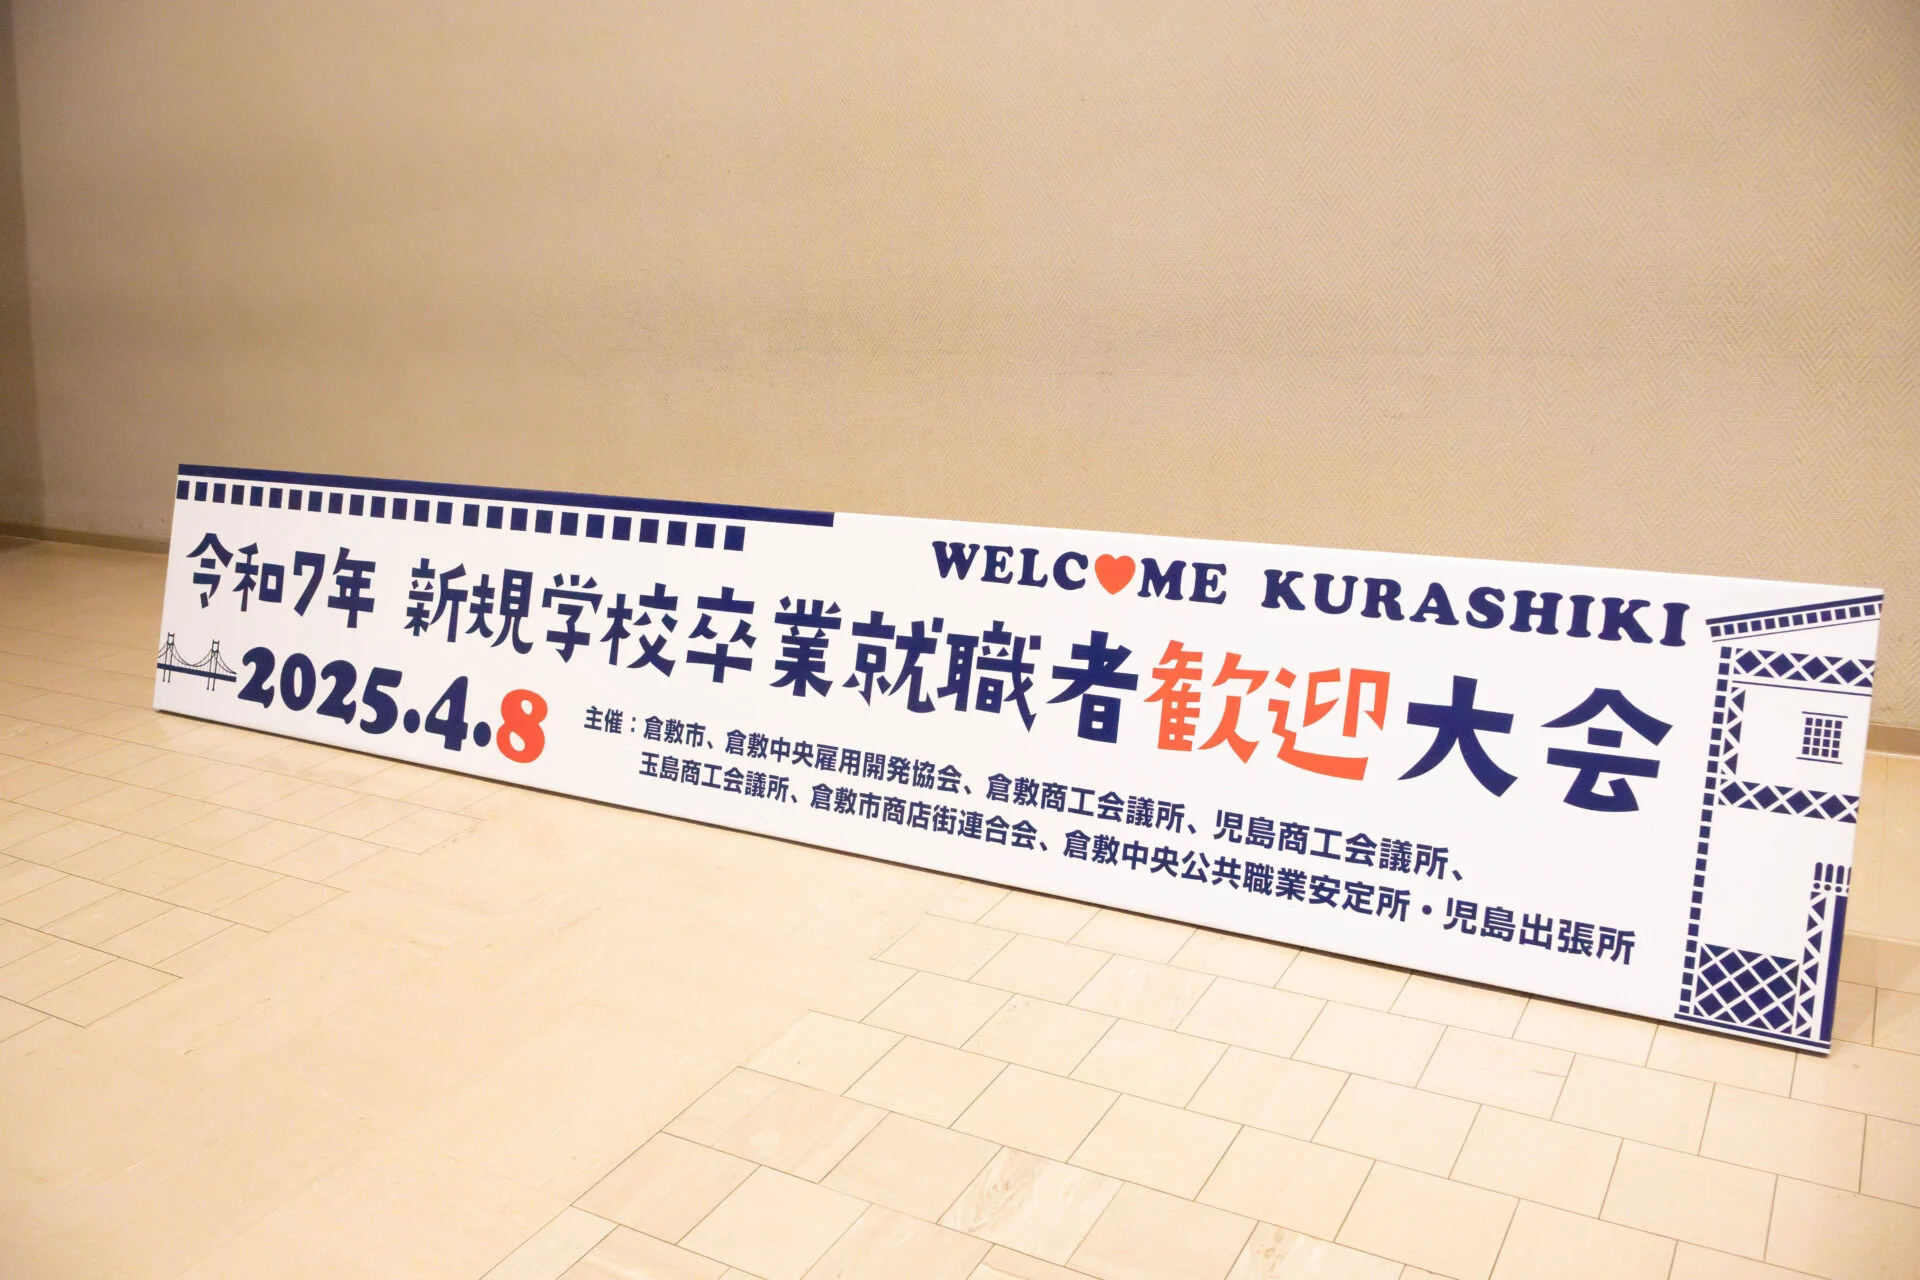 WELC♥ME KURASHIKI
令和7年 新規学校卒業就職者歓迎大会
2025.4.8
主催：倉敷市、倉敷中央雇用開発協会、倉敷商工会議所、児島商工会議所、
玉島商工会議所、倉敷市商店街連合会、倉敷中央公共職業安定所・児島出張所